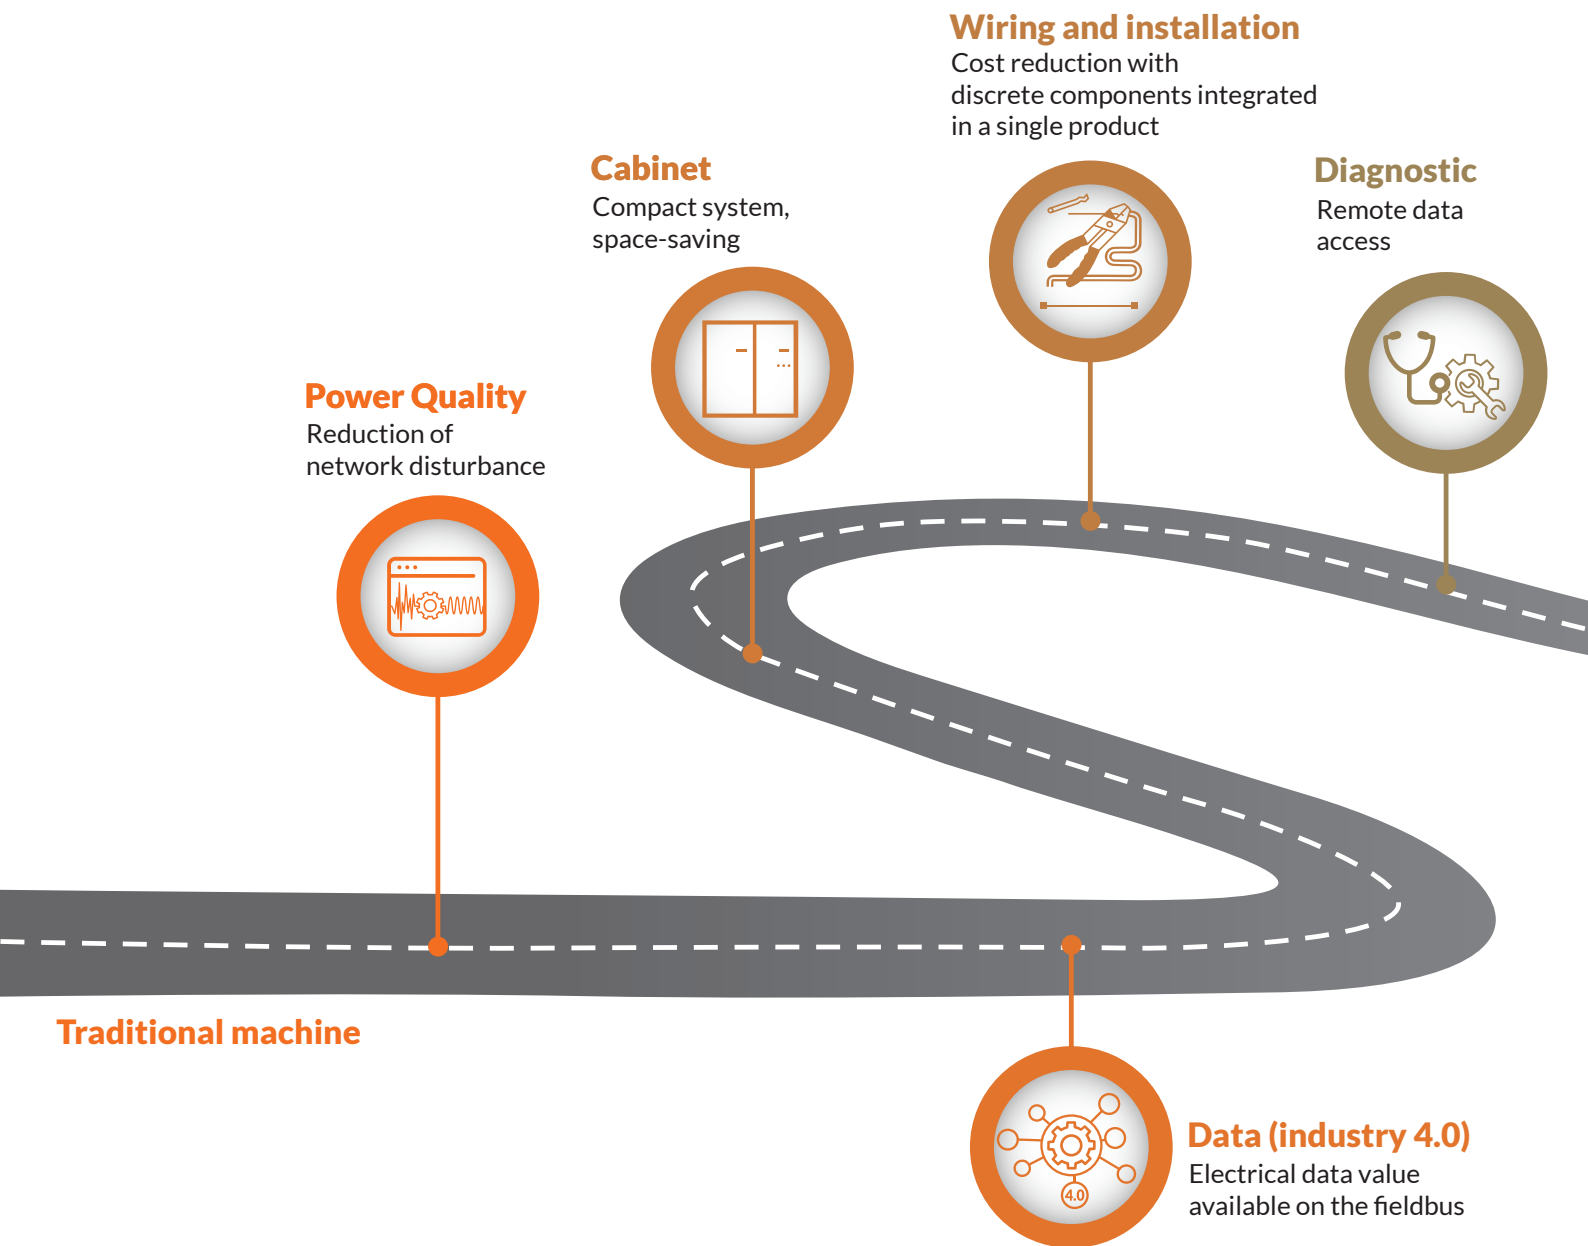 Wiring and installation
Cost reduction with
discrete components integrated
in a single product
Cabinet
Compact system,
space-saving
Diagnostic
Remote data
access
Power Quality
Reduction of
network disturbance
Traditional machine
Data (industry 4.0)
Electrical data value
available on the fieldbus
4.0